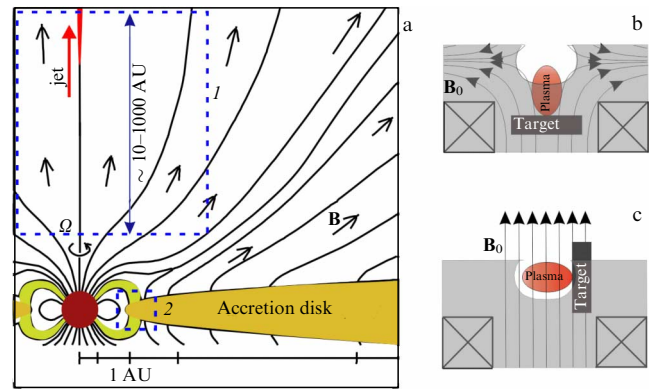 a
jet
~ 10–1000 AU
1
Ω
B
2
Accretion disk
1 AU
b
B0
Plasma
Target
c
B0
Plasma
Target